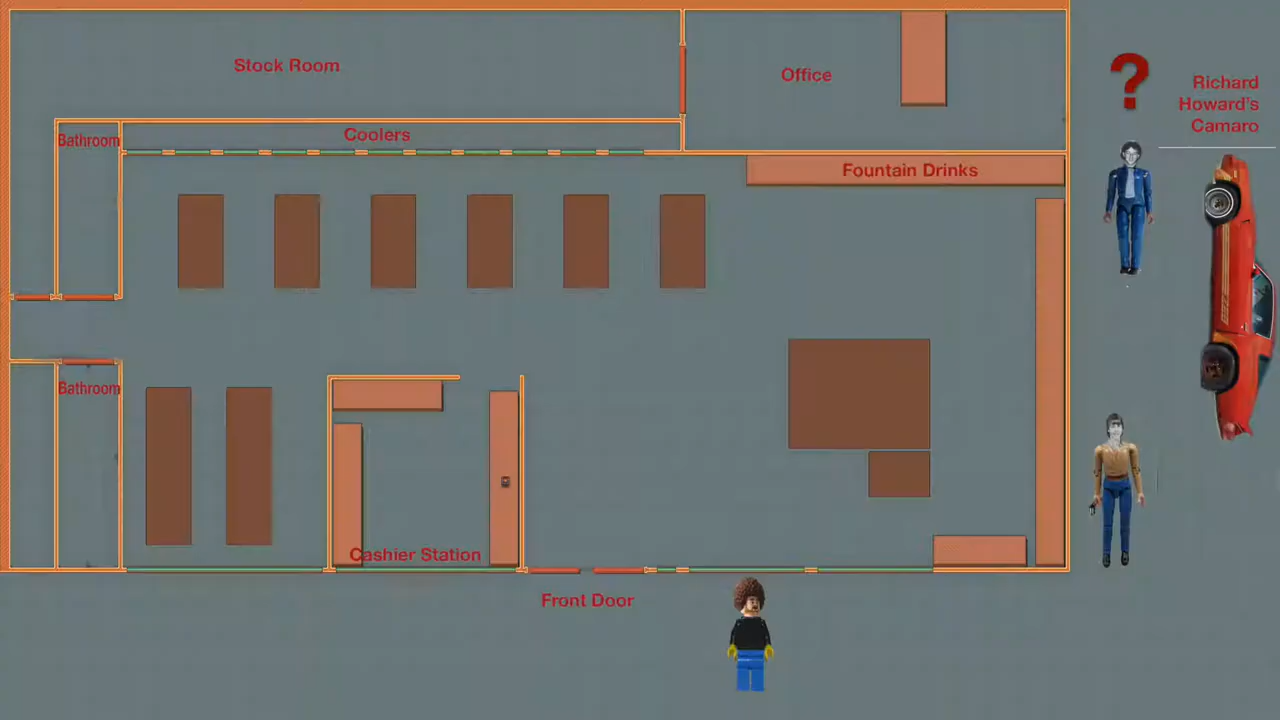 Stock Room
Office
?
Richard
Howard's
Camaro
Bathroom
Coolers
Fountain Drinks
Bathroom
Cashier Station
Front Door